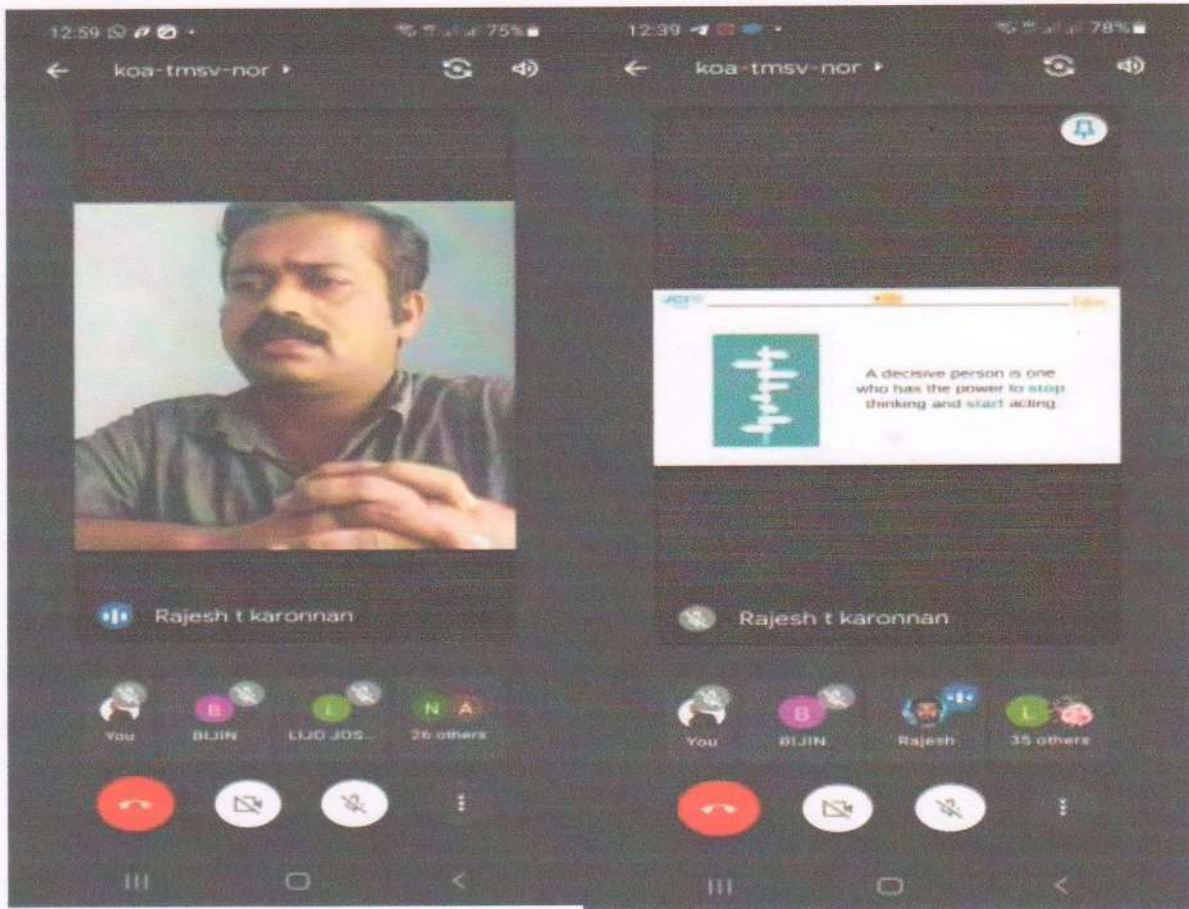 12:59
75%
koa-tmsv-nor
Rajesh t karonnan
You
BIJIN
LIJO JOS...
N A
26 others
12:39
78%
koa-tmsv-nor
JCI
A decisive person is one
who has the power to stop
thinking and start acting.
Rajesh t karonnan
You
BIJIN
Rajesh
35 others